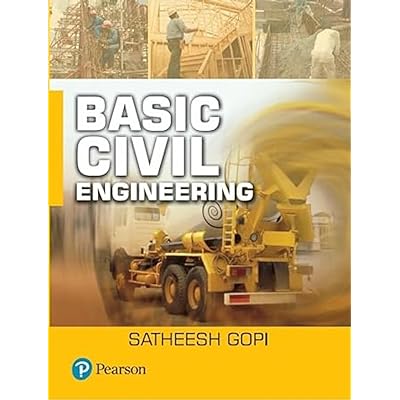 BASIC
CIVIL
ENGINEERING
SATHEESH GOPI
Pearson